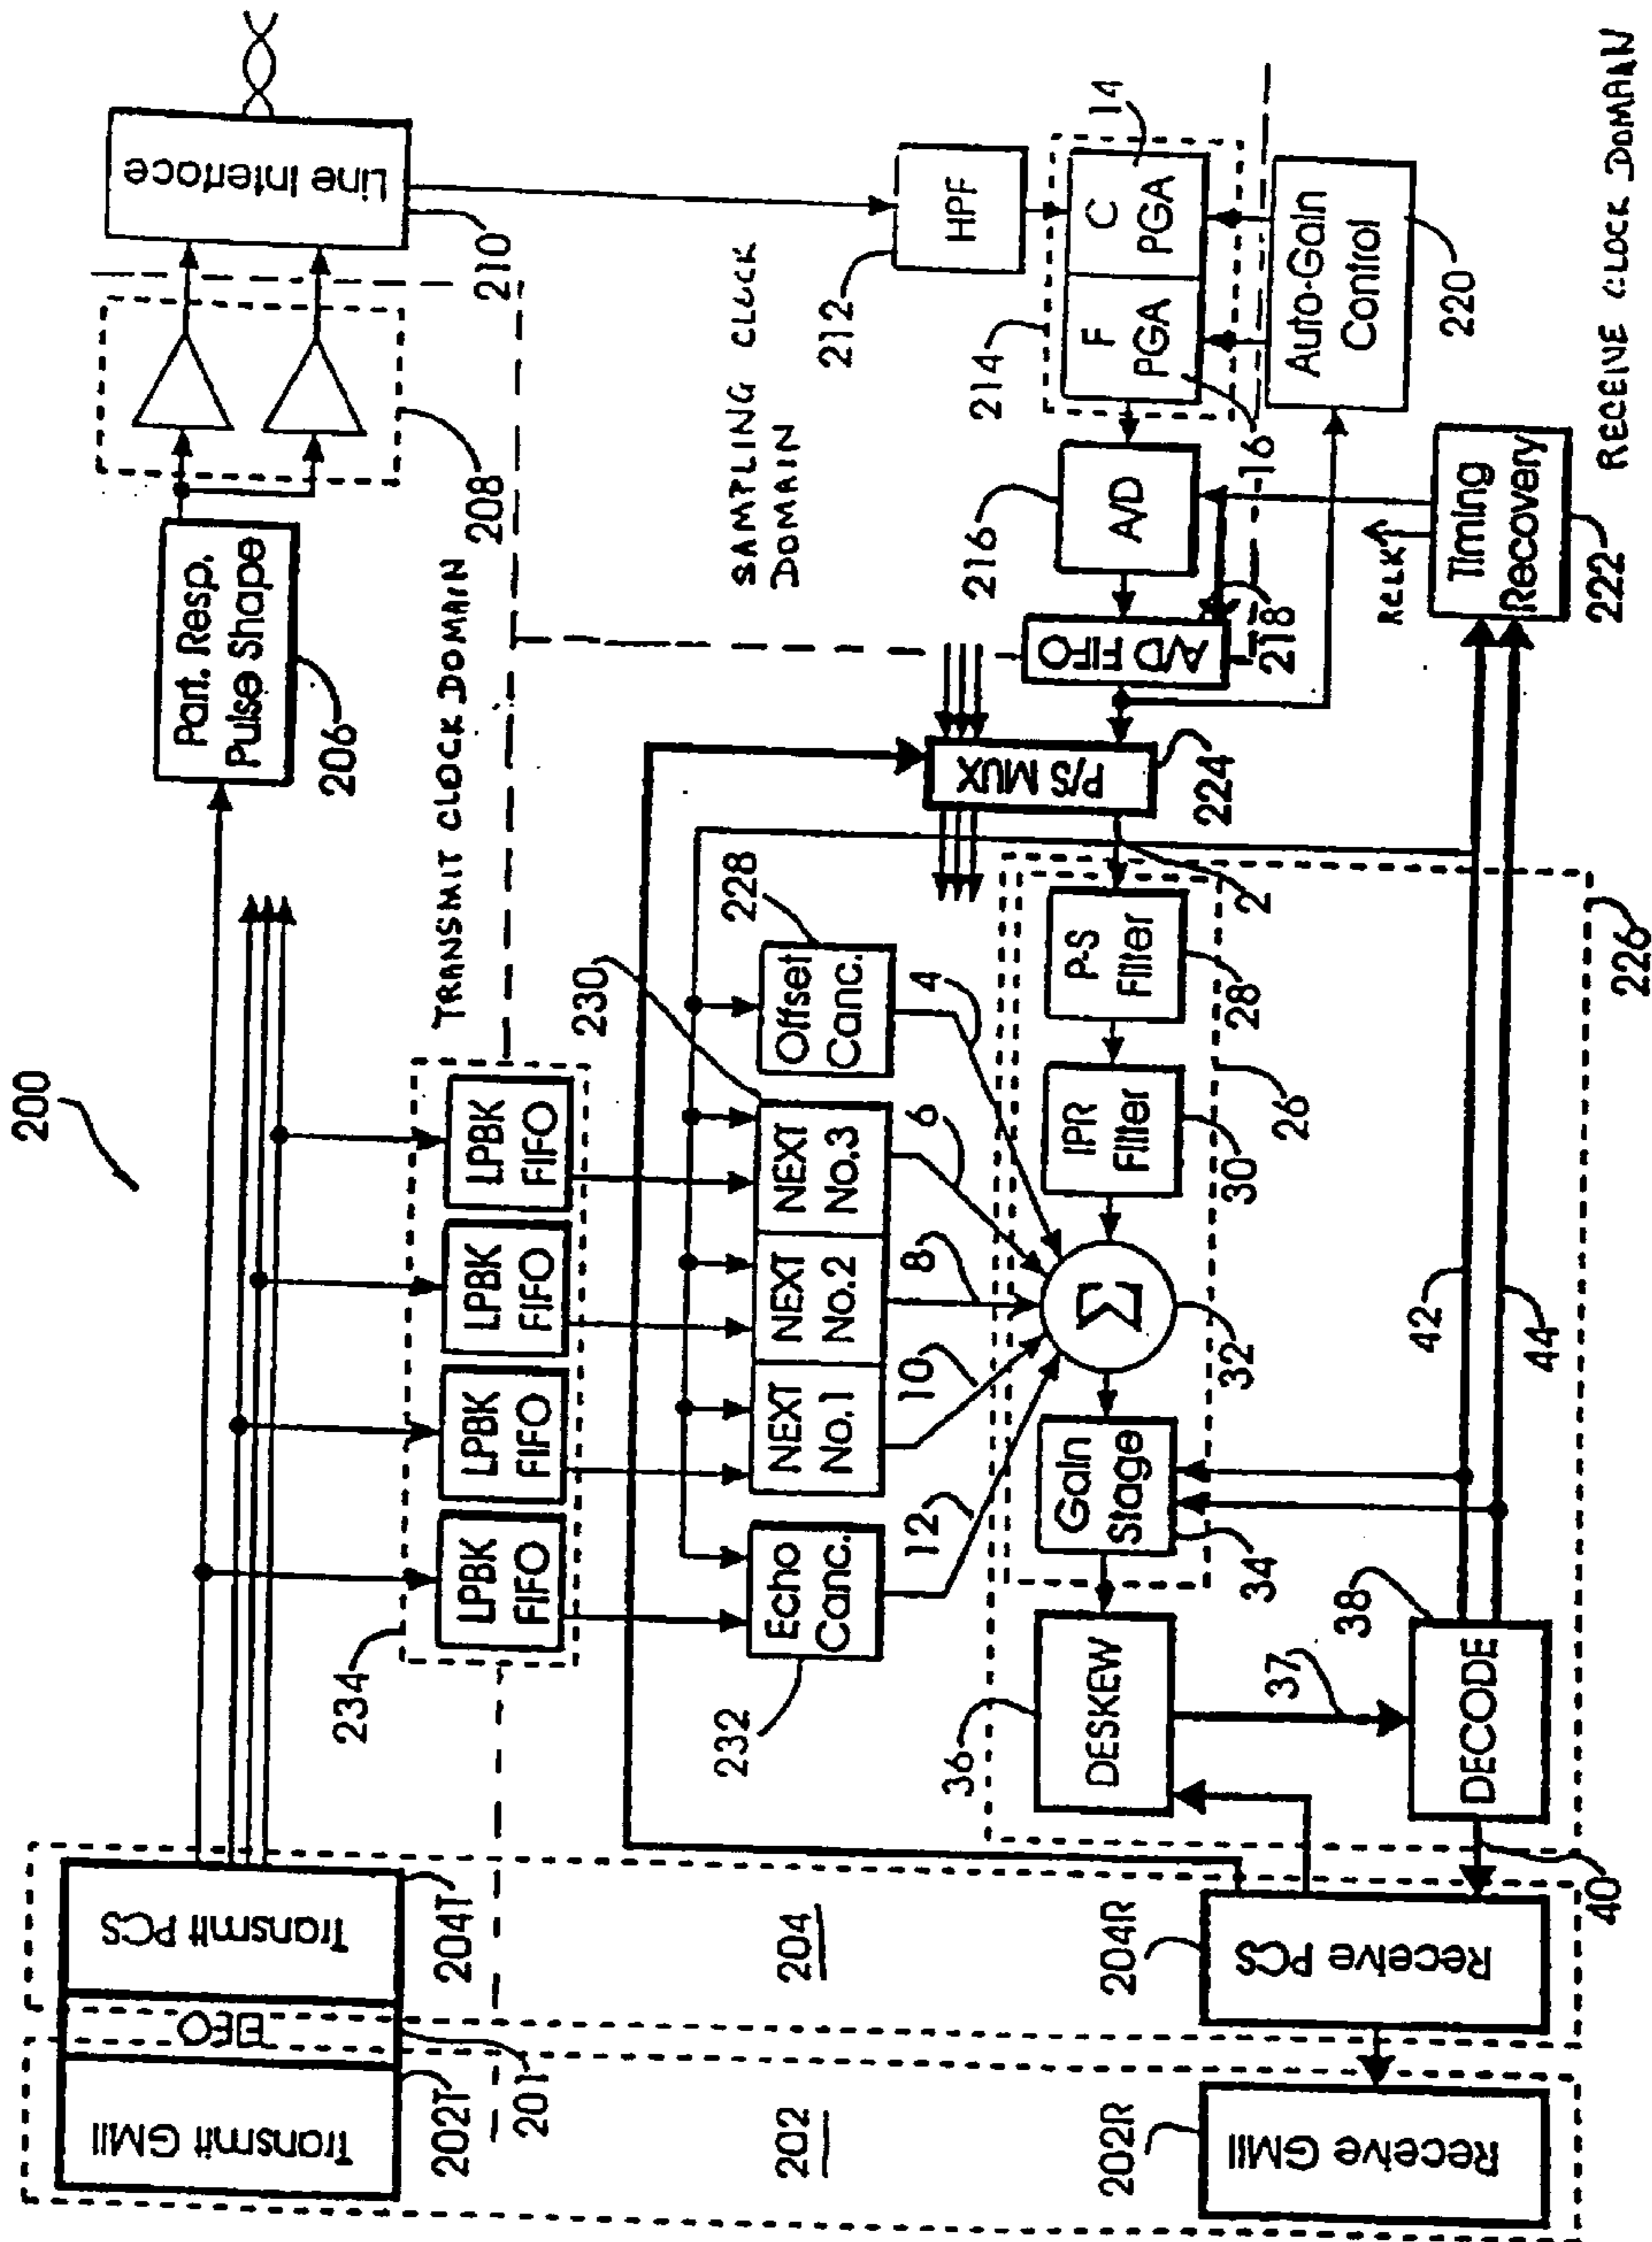 200
Transmit GMII
202T
FIFO
201
Transmit PCS
204T
Part. Resp.
Pulse Shape
206
208
Line Interface
210
TRANSMIT CLOCK DOMAIN
234
LPBK
FIFO
LPBK
FIFO
LPBK
FIFO
LPBK
FIFO
SAMPLING CLCK
DOMAIN
230
228
Echo
Canc.
232
NEXT
No.1
NEXT
No.2
NEXT
No.3
Offset
Canc.
12
10
8
6
4
202
204
HPF
212
C
PGA
14
F
PGA
16
214
A/D
216
A/D FIFO
218
P/S MUX
224
2
P-S
Filter
28
IPR
Filter
30
26
Σ
32
Gain
Stage
34
DESKEW
36
37
DECODE
38
40
42
44
226
Auto-Gain
Control
220
Timing
Recovery
222
RCLK
RECEIVE CLOCK DOMAIN
204R
Receive PCS
202R
Receive GMII